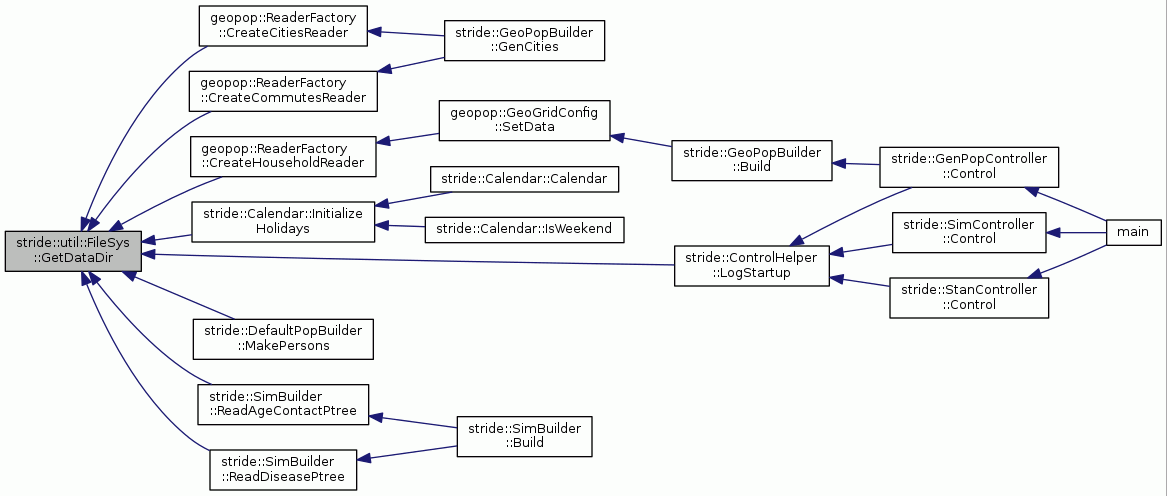 geopop::ReaderFactory
::CreateCitiesReader
stride::GeoPopBuilder
::GenCities
geopop::ReaderFactory
::CreateCommutesReader
geopop::GeoGridConfig
::SetData
geopop::ReaderFactory
::CreateHouseholdReader
stride::GeoPopBuilder
::Build
stride::GenPopController
::Control
stride::Calendar::Calendar
stride::Calendar::Initialize
Holidays
stride::Calendar::IsWeekend
stride::SimController
::Control
main
stride::util::FileSys
::GetDataDir
stride::ControlHelper
::LogStartup
stride::StanController
::Control
stride::DefaultPopBuilder
::MakePersons
stride::SimBuilder
::ReadAgeContactPtree
stride::SimBuilder
::Build
stride::SimBuilder
::ReadDiseasePtree